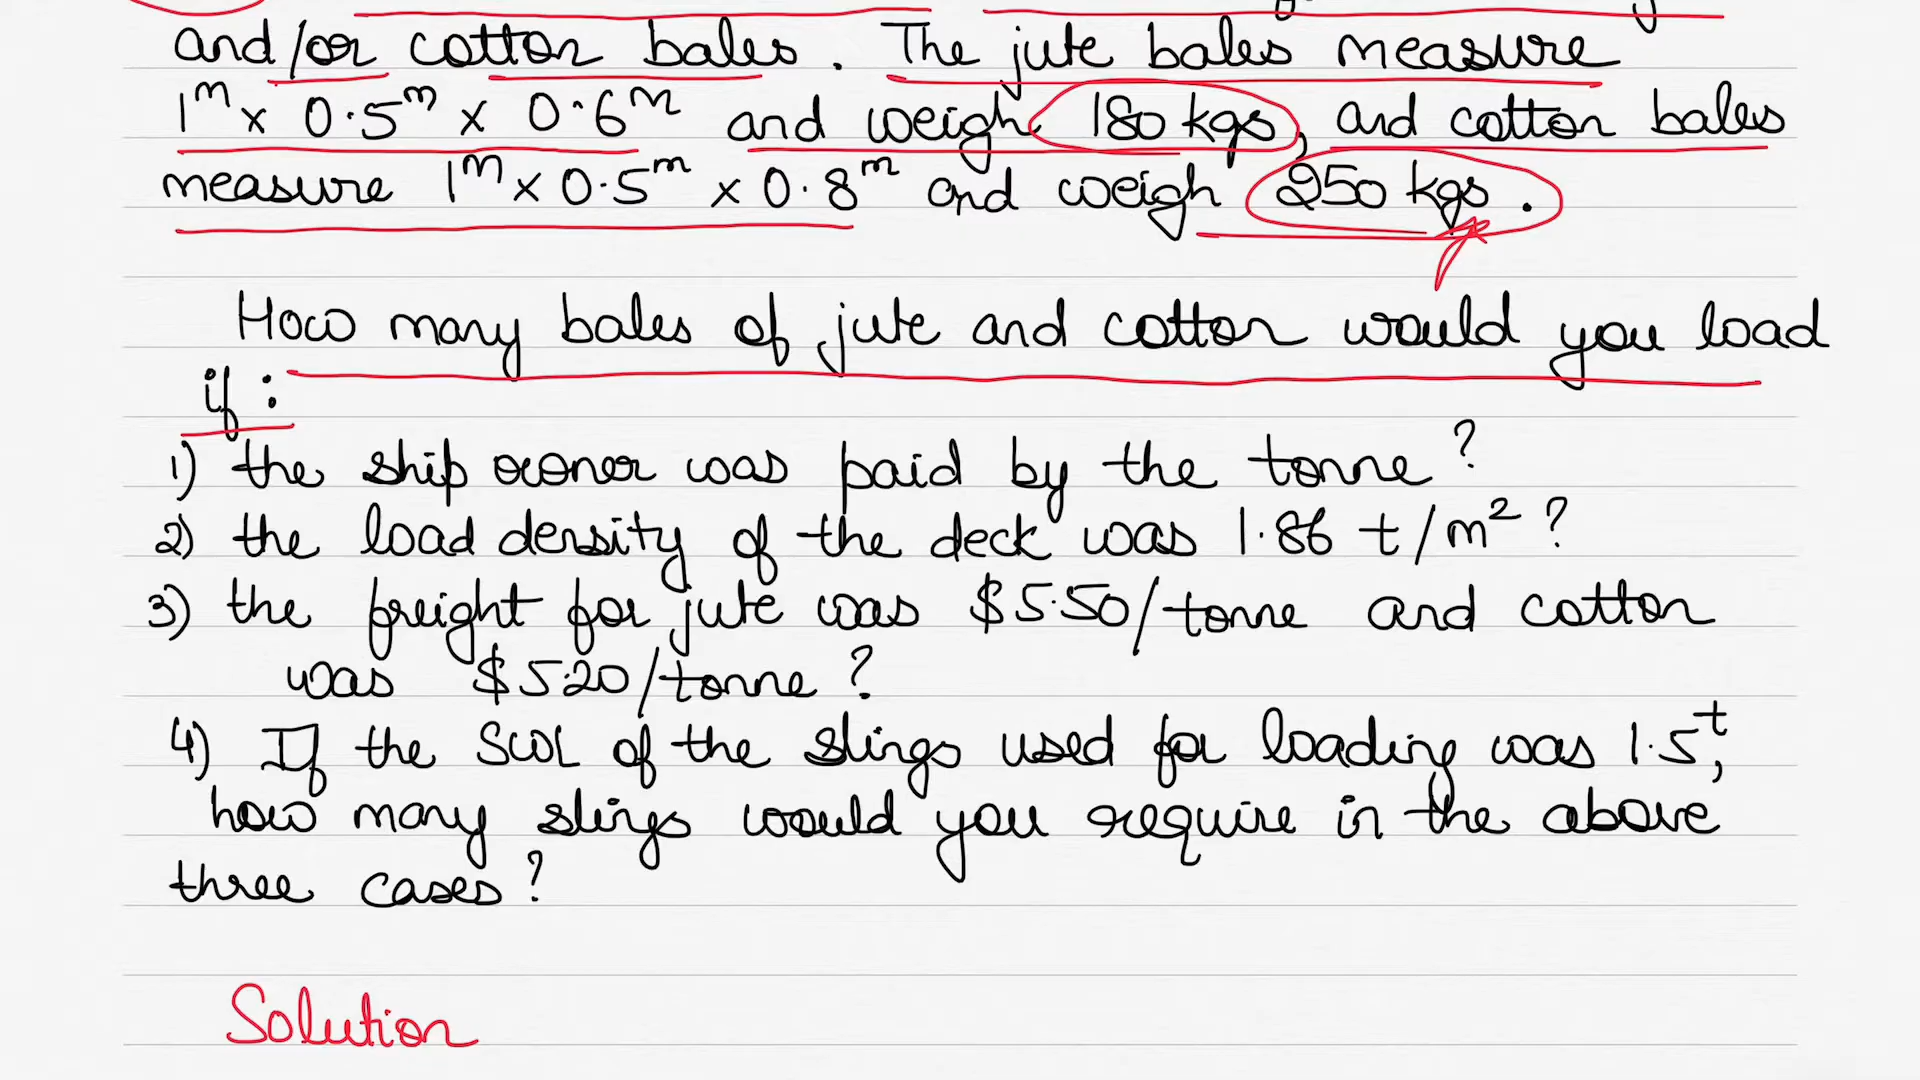 and/or cotton bales. The jute bales measure
1ᵐ x 0.5ᵐ x 0.6ᵐ and weigh 180 kgs, and cotton bales
measure 1ᵐ x 0.5ᵐ x 0.8ᵐ and weigh 250 kgs.
How many bales of jute and cotton would you load
if:
1) the ship owner was paid by the tonne?
2) the load density of the deck was 1.86 t/m²?
3) the freight for jute was $5.50/tonne and cotton
was $5.20/tonne?
4) If the SWL of the slings used for loading was 1.5ᵗ,
how many slings would you require in the above
three cases?
Solution